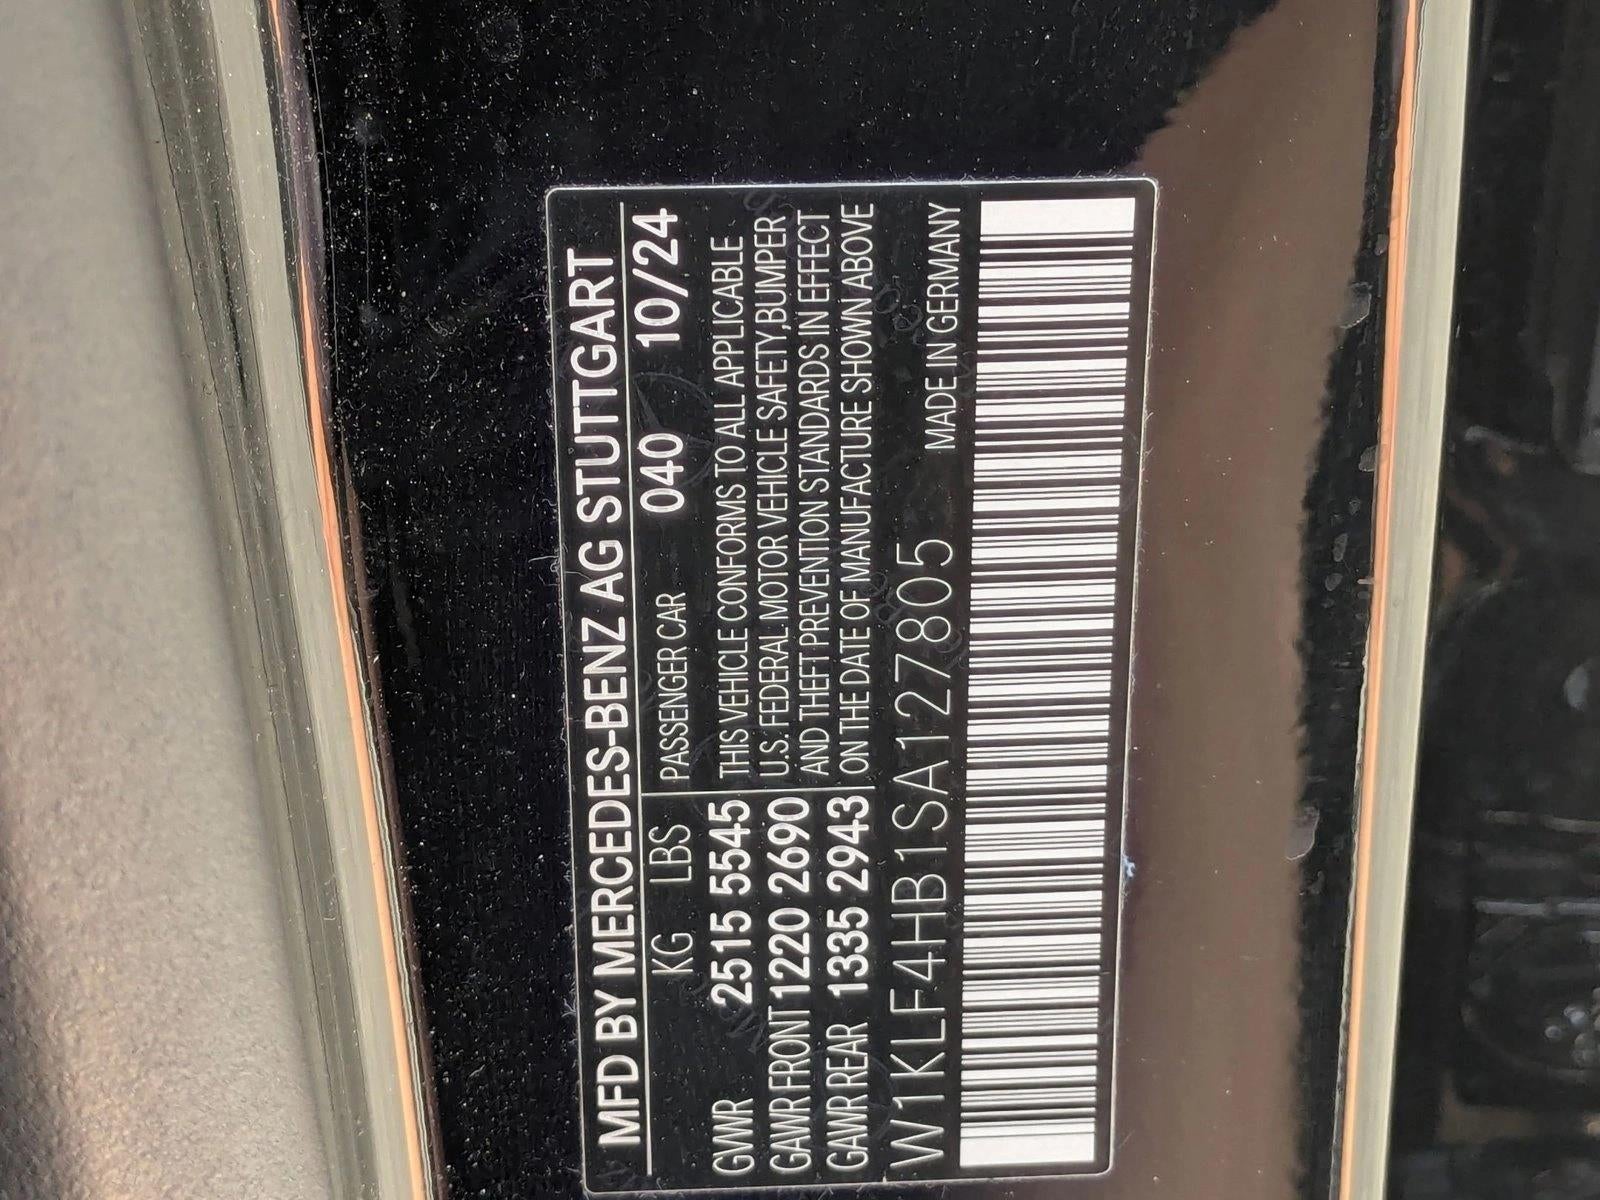 MFD BY MERCEDES-BENZ AG STUTTGART
KG LBS PASSENGER CAR 040 10/24
GVWR 2515 5545
GAWR FRONT 1220 2690
GAWR REAR 1335 2943
THIS VEHICLE CONFORMS TO ALL APPLICABLE
U.S. FEDERAL MOTOR VEHICLE SAFETY,BUMPER
AND THEFT PREVENTION STANDARDS IN EFFECT
ON THE DATE OF MANUFACTURE SHOWN ABOVE
W1KLF4HB1SA127805 MADE IN GERMANY